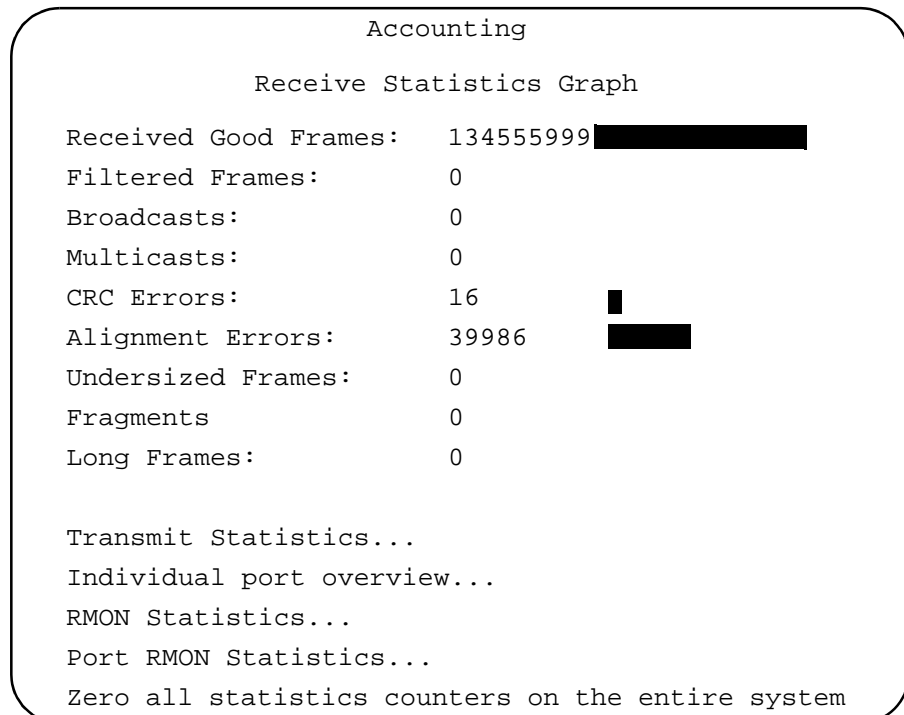 Accounting
Receive Statistics Graph
Received Good Frames: 134555999
Filtered Frames: 0
Broadcasts: 0
Multicasts: 0
CRC Errors: 16
Alignment Errors: 39986
Undersized Frames: 0
Fragments 0
Long Frames: 0
Transmit Statistics...
Individual port overview...
RMON Statistics...
Port RMON Statistics...
Zero all statistics counters on the entire system